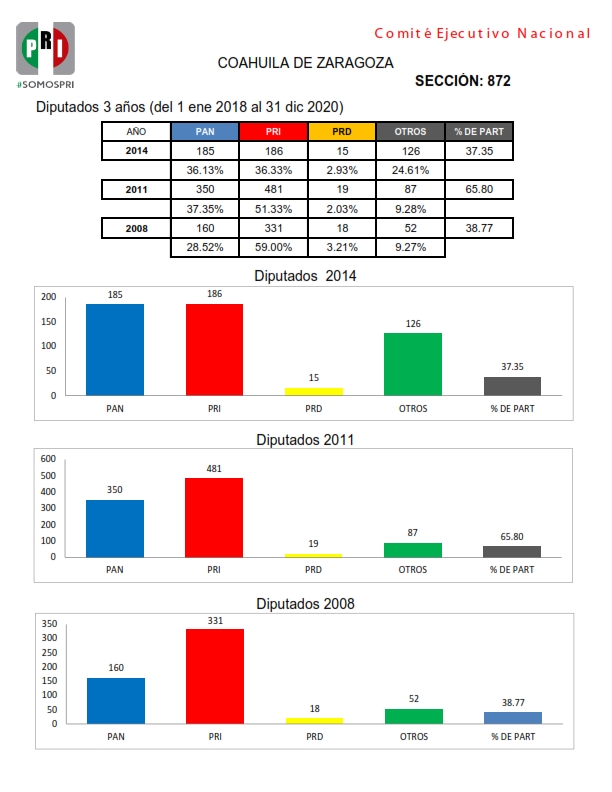 Comité Ejecutivo Nacional
PRI
#SOMOSPRI
COAHUILA DE ZARAGOZA
SECCIÓN: 872
Diputados 3 años (del 1 ene 2018 al 31 dic 2020)
AÑO PAN PRI PRD OTROS % DE PART
2014 185 186 15 126 37.35
36.13% 36.33% 2.93% 24.61%
2011 350 481 19 87 65.80
37.35% 51.33% 2.03% 9.28%
2008 160 331 18 52 38.77
28.52% 59.00% 3.21% 9.27%
Diputados 2014
200
150
100
50
0
185 186 15 126 37.35
PAN PRI PRD OTROS % DE PART
Diputados 2011
600
500
400
300
200
100
0
350 481 19 87 65.80
PAN PRI PRD OTROS % DE PART
Diputados 2008
350
300
250
200
150
100
50
0
160 331 18 52 38.77
PAN PRI PRD OTROS % DE PART